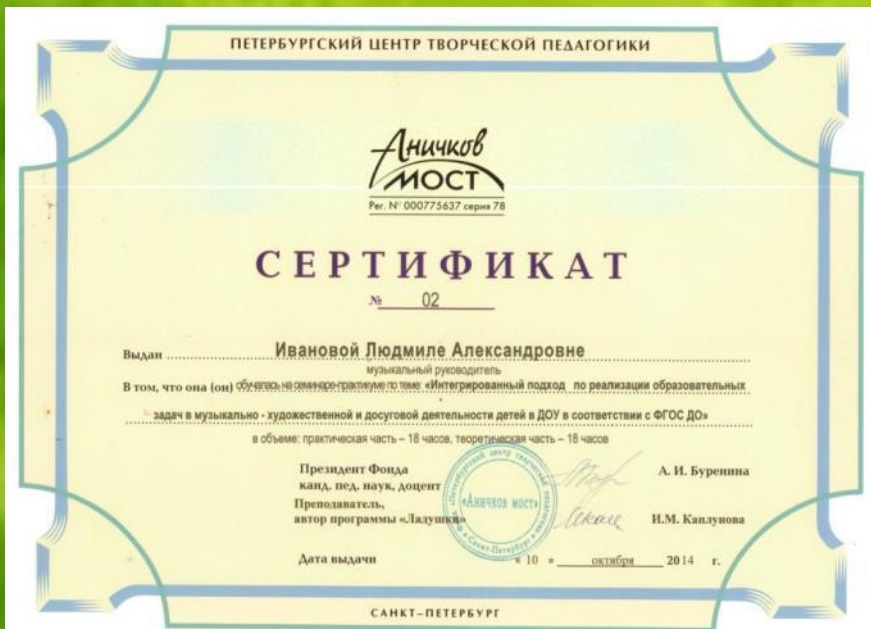 ПЕТЕРБУРГСКИЙ ЦЕНТР ТВОРЧЕСКОЙ ПЕДАГОГИКИ
Аничков
МОСТ
Рег. № 000775637 серия 78
СЕРТИФИКАТ
№ 02
Выдан Ивановой Людмиле Александровне
музыкальный руководитель
В том, что она (он) обучалась на семинаре-практикуме по теме: «Интегрированный подход по реализации образовательных
задач в музыкально - художественной и досуговой деятельности детей в ДОУ в соответствии с ФГОС ДО»
в объеме: практическая часть – 18 часов, теоретическая часть – 18 часов
Президент Фонда
канд. пед. наук, доцент
А. И. Буренина
Преподаватель,
автор программы «Ладушки»
И.М. Каплунова
«Аничков мост»
Дата выдачи « 10 » октября 2014 г.
САНКТ-ПЕТЕРБУРГ